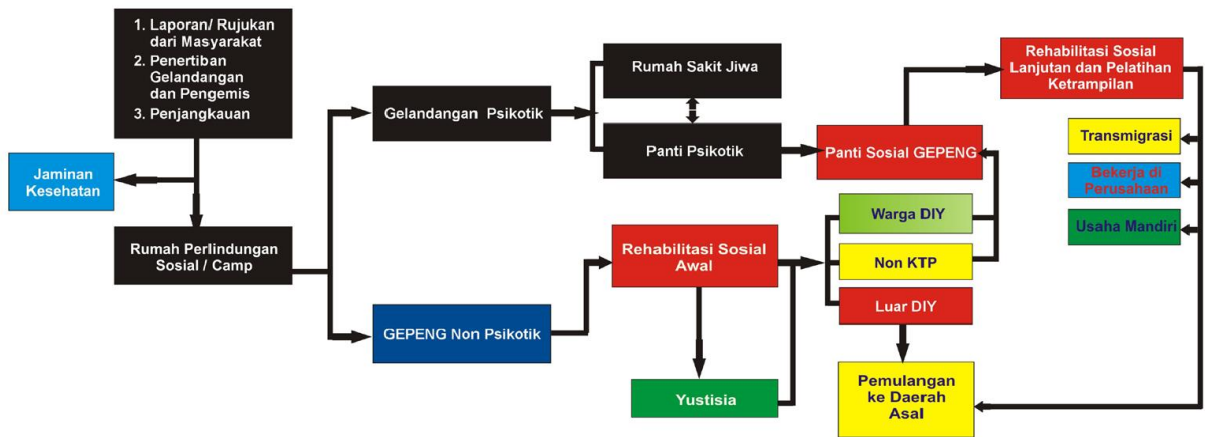 1. Laporan/ Rujukan
dari Masyarakat
2. Penertiban
Gelandangan
dan Pengemis
3. Penjangkauan
Jaminan
Kesehatan
Rumah Perlindungan
Sosial / Camp
Gelandangan Psikotik
GEPENG Non Psikotik
Rumah Sakit Jiwa
Panti Psikotik
Rehabilitasi Sosial
Awal
Yustisia
Panti Sosial GEPENG
Warga DIY
Non KTP
Luar DIY
Pemulangan
ke Daerah
Asal
Rehabilitasi Sosial
Lanjutan dan Pelatihan
Ketrampilan
Transmigrasi
Bekerja di
Perusahaan
Usaha Mandiri